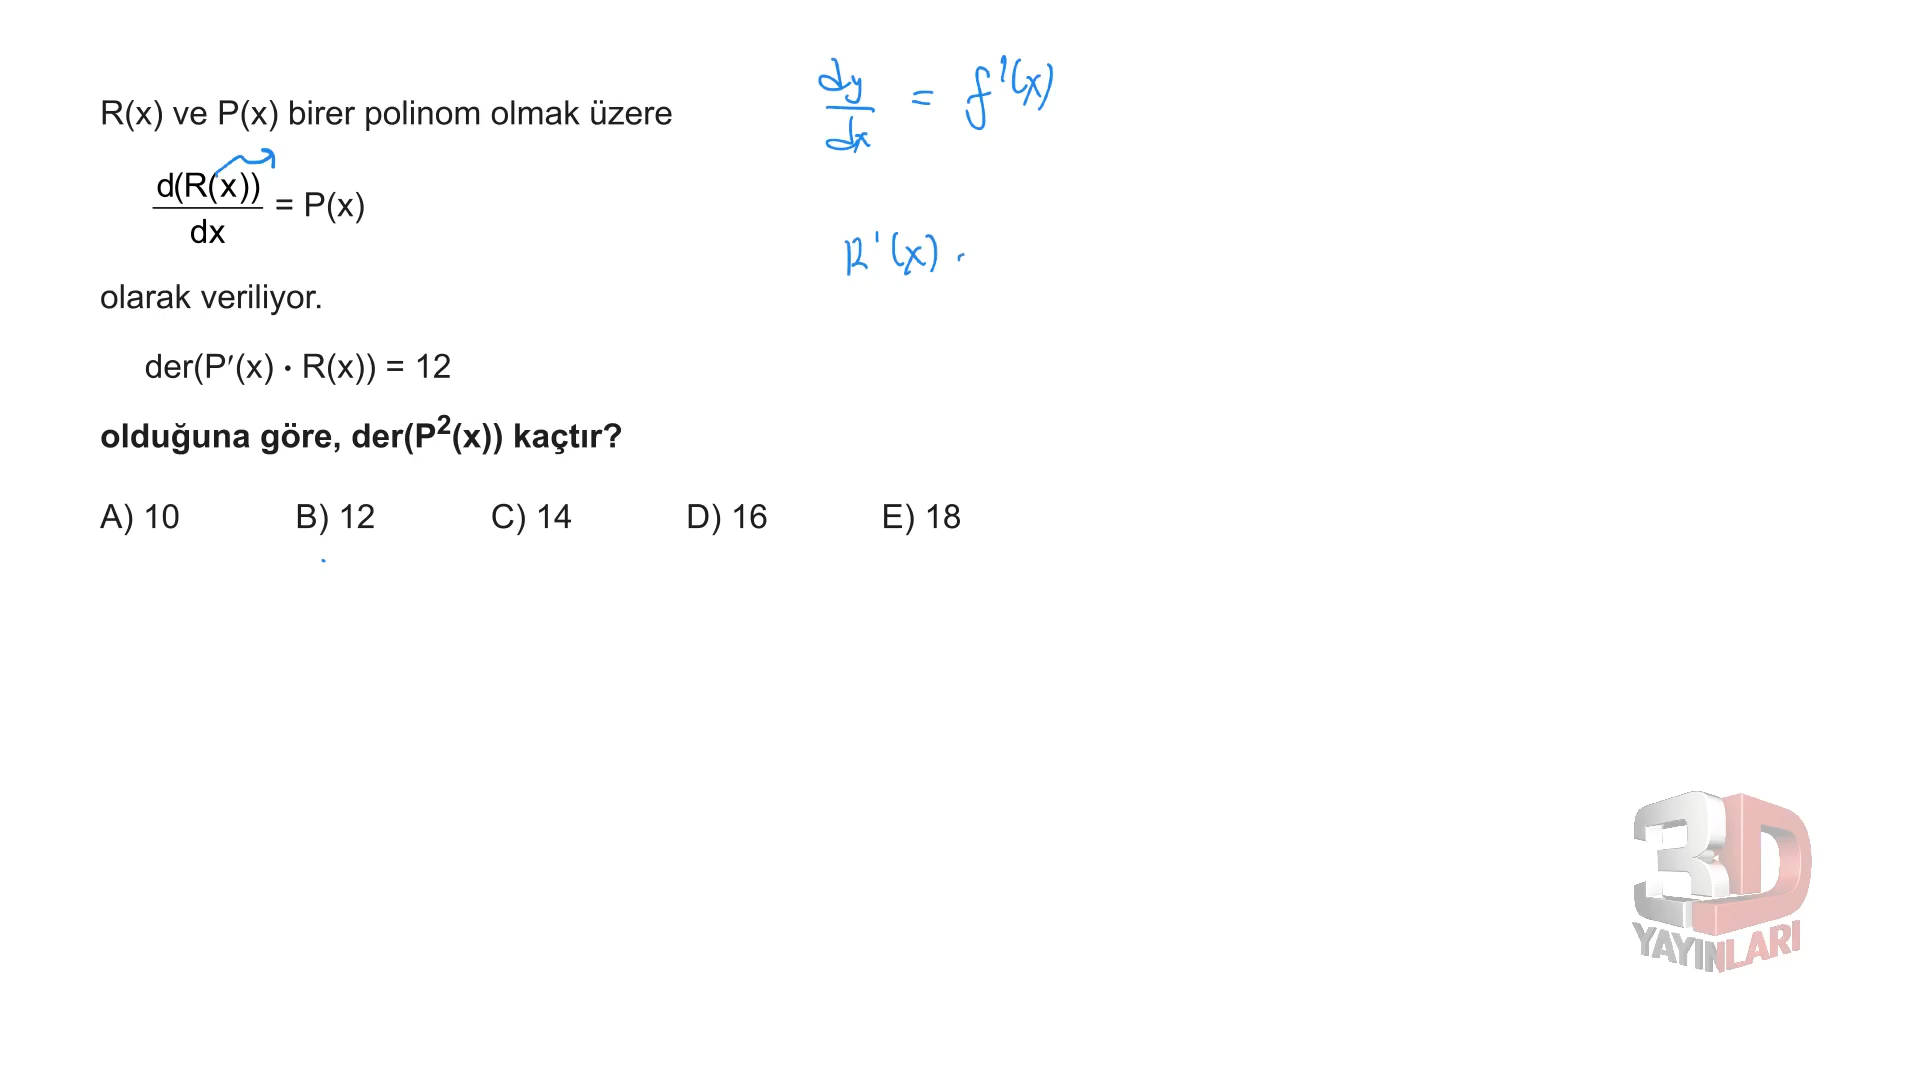 R(x) ve P(x) birer polinom olmak üzere
d(R(x))/dx = P(x)
olarak veriliyor.
der(P′(x) · R(x)) = 12
olduğuna göre, der(P²(x)) kaçtır?
A) 10 B) 12 C) 14 D) 16 E) 18
dy/dx = f'(x)
R'(x) .
3D
YAYINLARI